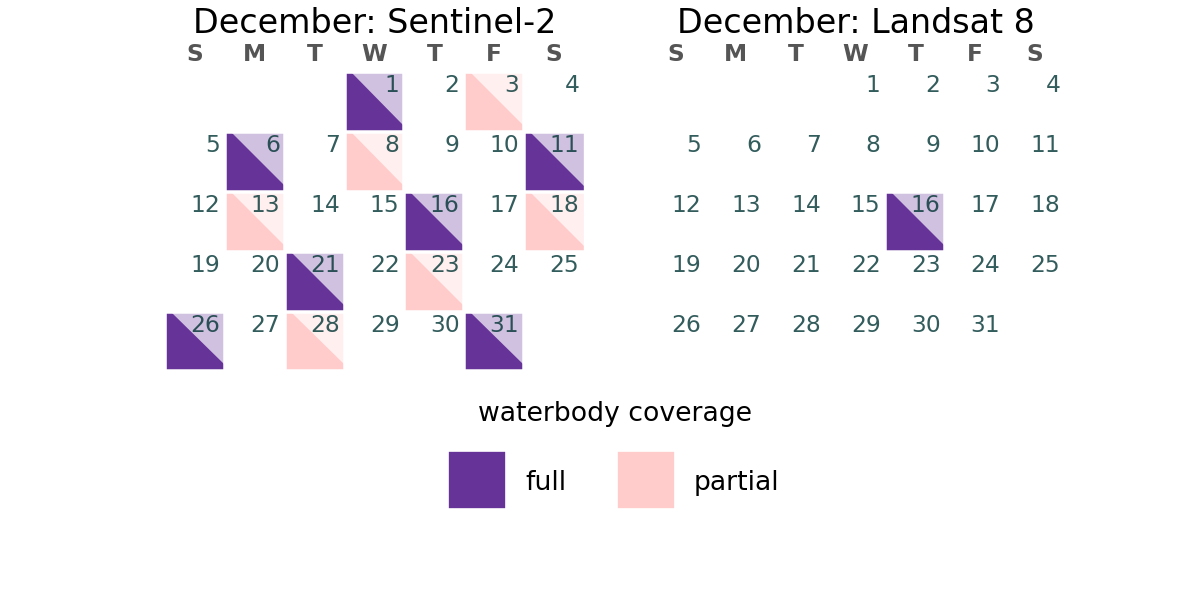 December: Sentinel-2
S M T W T F S
1 2 3 4
5 6 7 8 9 10 11
12 13 14 15 16 17 18
19 20 21 22 23 24 25
26 27 28 29 30 31
December: Landsat 8
S M T W T F S
1 2 3 4
5 6 7 8 9 10 11
12 13 14 15 16 17 18
19 20 21 22 23 24 25
26 27 28 29 30 31
waterbody coverage
full partial